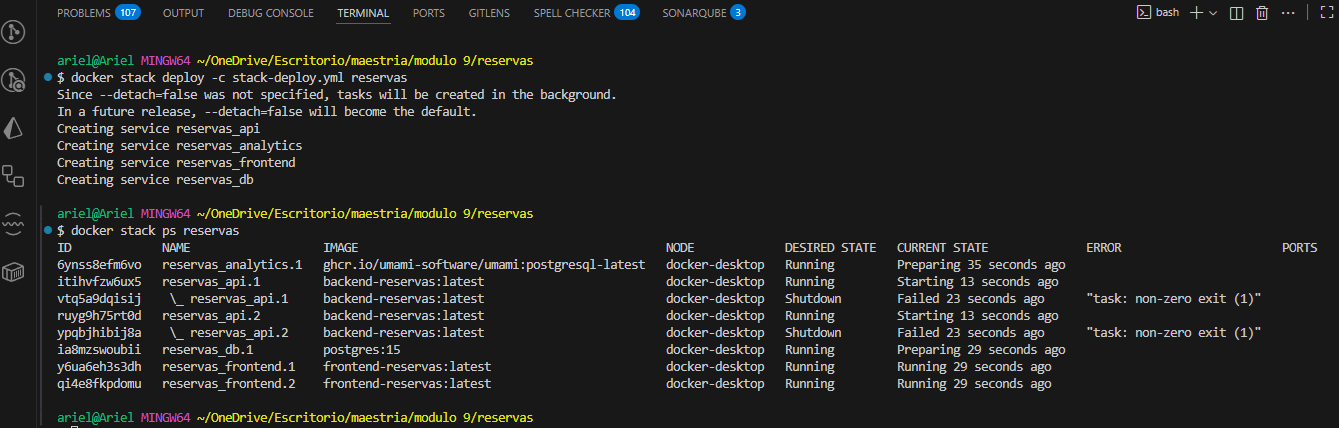 PROBLEMS 107 OUTPUT DEBUG CONSOLE TERMINAL PORTS GITLENS SPELL CHECKER 104 SONARQUBE 3 bash
ariel@Ariel MINGW64 ~/OneDrive/Escritorio/maestria/modulo 9/reservas
$ docker stack deploy -c stack-deploy.yml reservas
Since --detach=false was not specified, tasks will be created in the background.
In a future release, --detach=false will become the default.
Creating service reservas_api
Creating service reservas_analytics
Creating service reservas_frontend
Creating service reservas_db
ariel@Ariel MINGW64 ~/OneDrive/Escritorio/maestria/modulo 9/reservas
$ docker stack ps reservas
ID NAME IMAGE NODE DESIRED STATE CURRENT STATE ERROR PORTS
6ynss8efm6vo reservas_analytics.1 ghcr.io/umami-software/umami:postgresql-latest docker-desktop Running Preparing 35 seconds ago
itihvfzw6ux5 reservas_api.1 backend-reservas:latest docker-desktop Running Starting 13 seconds ago
vtq5a9dqisij \_ reservas_api.1 backend-reservas:latest docker-desktop Shutdown Failed 23 seconds ago "task: non-zero exit (1)"
ruyg9h75rt0d reservas_api.2 backend-reservas:latest docker-desktop Running Starting 13 seconds ago
ypqbjhibij8a \_ reservas_api.2 backend-reservas:latest docker-desktop Shutdown Failed 23 seconds ago "task: non-zero exit (1)"
ia8mzswoubii reservas_db.1 postgres:15 docker-desktop Running Preparing 29 seconds ago
y6ua6eh3s3dh reservas_frontend.1 frontend-reservas:latest docker-desktop Running Running 29 seconds ago
qi4e8fkpdomu reservas_frontend.2 frontend-reservas:latest docker-desktop Running Running 29 seconds ago
ariel@Ariel MINGW64 ~/OneDrive/Escritorio/maestria/modulo 9/reservas